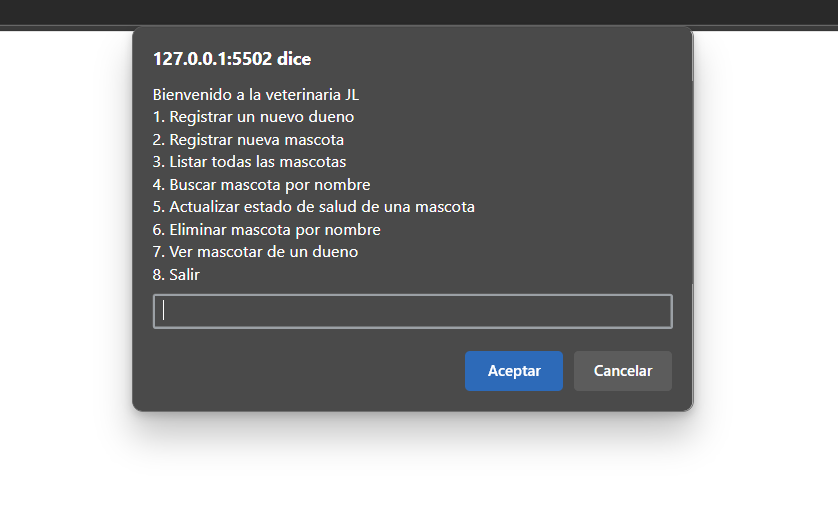 127.0.0.1:5502 dice
Bienvenido a la veterinaria JL
1. Registrar un nuevo dueno
2. Registrar nueva mascota
3. Listar todas las mascotas
4. Buscar mascota por nombre
5. Actualizar estado de salud de una mascota
6. Eliminar mascota por nombre
7. Ver mascotar de un dueno
8. Salir
Aceptar
Cancelar